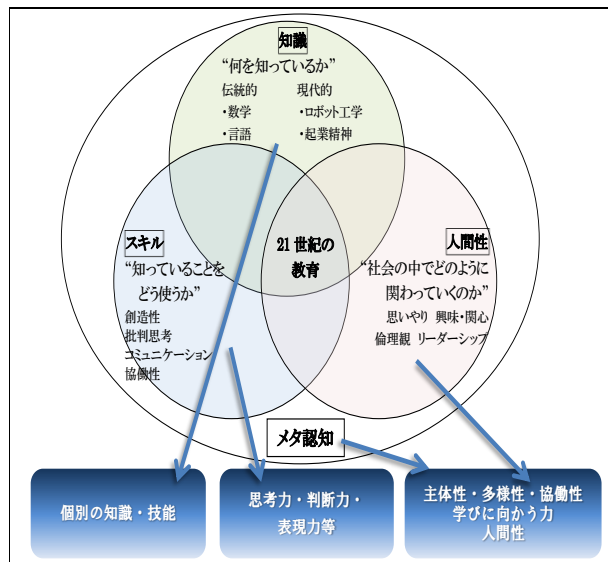 知識
“何を知っているか”
伝統的 現代的
・数学 ・ロボット工学
・言語 ・起業精神
スキル
“知っていることを
どう使うか”
創造性
批判思考
コミュニケーション
協働性
21世紀の
教育
人間性
“社会の中でどのように
関わっていくのか”
思いやり 興味・関心
倫理観 リーダーシップ
メタ認知
個別の知識・技能
思考力・判断力・
表現力等
主体性・多様性・協働性
学びに向かう力
人間性